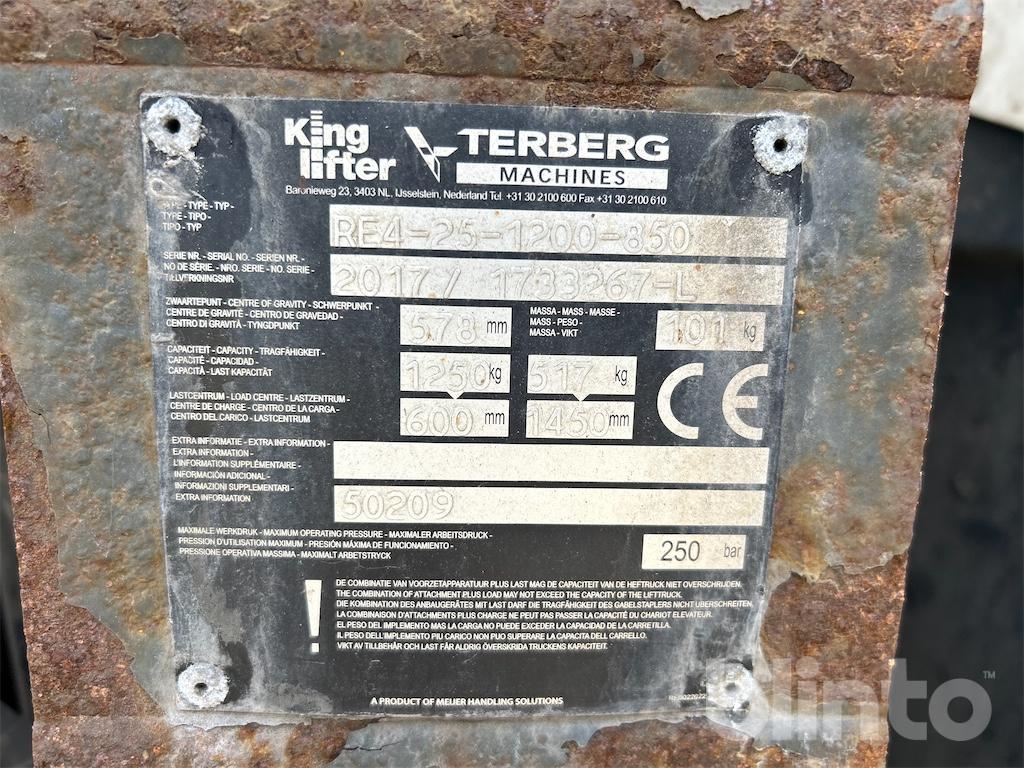 King lifter TERBERG MACHINES
Baronieweg 23, 3403 NL, IJsselstein, Nederland Tel. +31 30 2100 600 Fax +31 30 2100 610
TYPE - TYPE - TYP -
TYPE - TIPO -
TIPO - TYP
RE4-25-1200-850
SERIE NR. - SERIAL NO. - SERIEN NR. -
NO DE SÉRIE. - NRO. SERIE - NO. SERIE -
TILLVERKNINGSNR
2017 / 1733267-L
ZWAARTEPUNT - CENTRE OF GRAVITY - SCHWERPUNKT -
CENTRE DE GRAVITÉ - CENTRO DE GRAVEDAD -
CENTRO DI GRAVITÀ - TYNGDPUNKT
578 mm
MASSA - MASS - MASSE -
MASS - PESO -
MASSA - VIKT
101 kg
CAPACITEIT - CAPACITY - TRAGFÄHIGKEIT -
CAPACITÉ - CAPACIDAD -
CAPACITÀ - LAST KAPACITÄT
1250 kg 517 kg
LASTCENTRUM - LOAD CENTRE - LASTZENTRUM -
CENTRE DE CHARGE - CENTRO DE LA CARGA -
CENTRO DEL CARICO - LASTCENTRUM
600 mm 1450 mm
CE
EXTRA INFORMATIE - EXTRA INFORMATION -
EXTRA INFORMATION -
L'INFORMATION SUPPLÉMENTAIRE -
INFORMACIÓN ADICIONAL -
INFORMAZIONI SUPPLEMENTARI -
EXTRA INFORMATION
50209
MAXIMALE WERKDRUK - MAXIMUM OPERATING PRESSURE - MAXIMALER ARBEITSDRUCK -
PRESSION D'UTILISATION MAXIMUM - PRESIÓN MÁXIMA DE FUNCIONAMIENTO -
PRESSIONE OPERATIVA MASSIMA - MAXIMALT ARBETSTRYCK
250 bar
!
DE COMBINATIE VAN VOORZETAPPARATUUR PLUS LAST MAG DE CAPACITEIT VAN DE HEFTRUCK NIET OVERSCHRIJDEN.
THE COMBINATION OF ATTACHMENT PLUS LOAD MAY NOT EXCEED THE CAPACITY OF THE LIFTTRUCK.
DIE KOMBINATION DES ANBAUGERÄTES MIT LAST DARF DIE TRAGFÄHIGKEIT DES GABELSTAPLERS NICHT ÜBERSCHREITEN.
LA COMBINAISON D'ATTACHMENTS PLUS CHARGE NE PEUT PAS PASSER LA CAPACITÉ DU CHARIOT ELEVATEUR.
EL PESO DEL IMPLEMENTO MAS LA CARGA NO PUEDE EXCEDER LA CAPACIDAD DE LA CARRETILLA.
IL PESO DELL'IMPLEMENTO PIU CARICO NON PUO SUPERARE LA CAPACITA DELL CARRELLO.
VIKT AV TILLBEHÖR OCH LAST FÅR ALDRIG ÖVERSKRIDA TRUCKENS KAPACITET.
A PRODUCT OF MEIJER HANDLING SOLUTIONS
blinto™